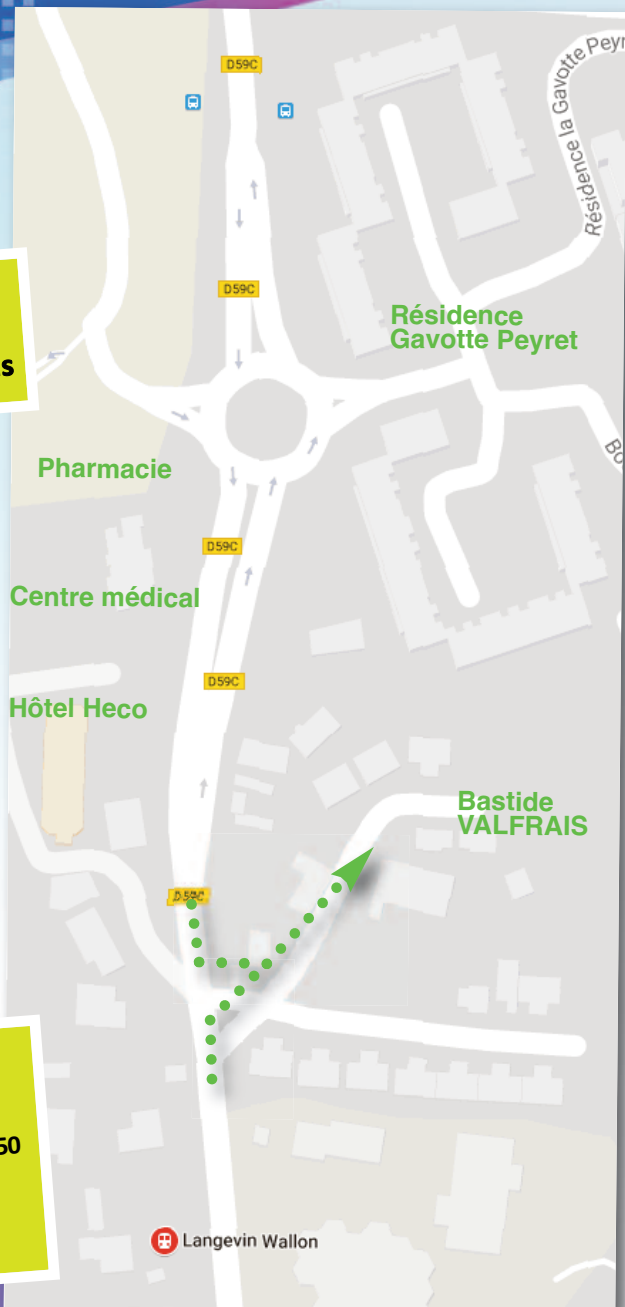 D59C
Résidence la Gavotte Peyr
D59C
Résidence
Gavotte Peyret
s
Bo
Pharmacie
D59C
Centre médical
D59C
Hôtel Heco
Bastide
VALFRAIS
D59C
50
Langevin Wallon